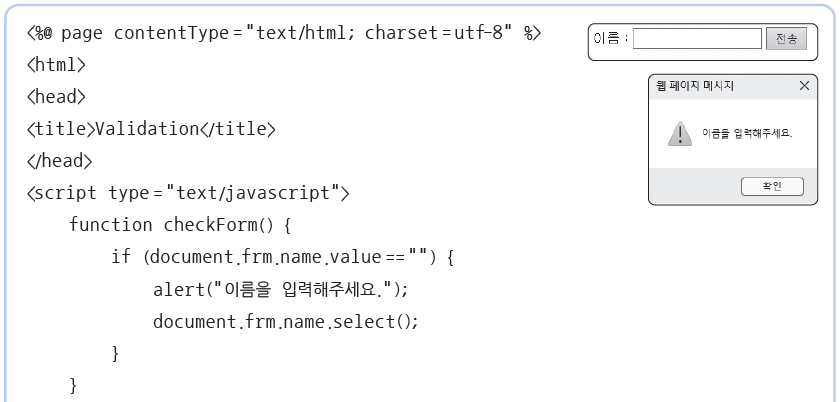 <%@ page contentType="text/html; charset=utf-8" %>
<html>
<head>
<title>Validation</title>
</head>
<script type="text/javascript">
function checkForm() {
if (document.frm.name.value=="") {
alert("이름을 입력해주세요.");
document.frm.name.select();
}
}
이름 : 전송
웹 페이지 메시지
이름을 입력해주세요.
확인